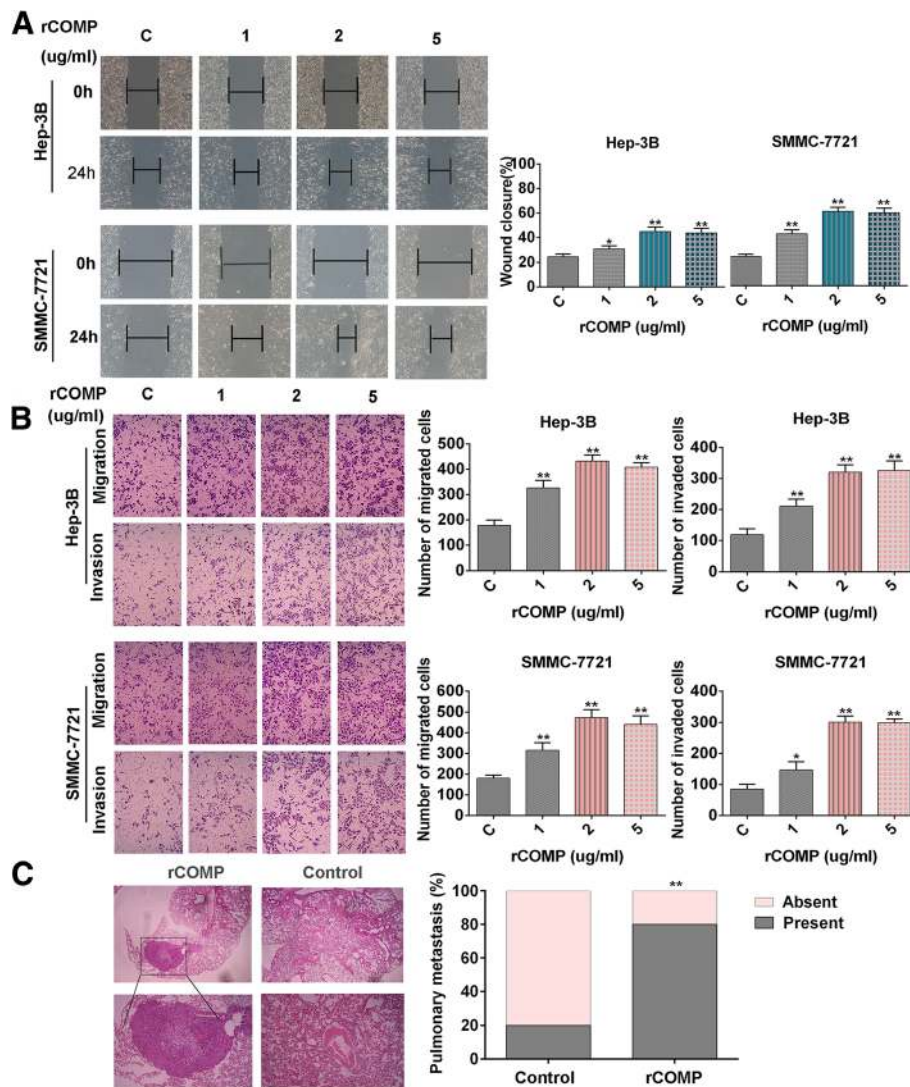 A
rCOMP
(ug/ml)
C 1 2 5
Hep-3B
0h
24h
SMMC-7721
0h
24h
Hep-3B
Wound closure(%)
100
80
60
40
20
0
* ** **
C 1 2 5
rCOMP (ug/ml)
SMMC-7721
** ** **
C 1 2 5
rCOMP (ug/ml)
B
rCOMP
(ug/ml)
C 1 2 5
Hep-3B
Migration
Invasion
SMMC-7721
Migration
Invasion
Hep-3B
Number of migrated cells
500
400
300
200
100
0
** ** **
C 1 2 5
rCOMP (ug/ml)
Hep-3B
Number of invaded cells
400
300
200
100
0
** ** **
C 1 2 5
rCOMP (ug/ml)
SMMC-7721
Number of migrated cells
600
500
400
300
200
100
0
** ** **
C 1 2 5
rCOMP (ug/ml)
SMMC-7721
Number of invaded cells
400
300
200
100
0
* ** **
C 1 2 5
rCOMP (ug/ml)
C
rCOMP Control
Pulmonary metastasis (%)
100
80
60
40
20
0
**
Control rCOMP
Absent
Present